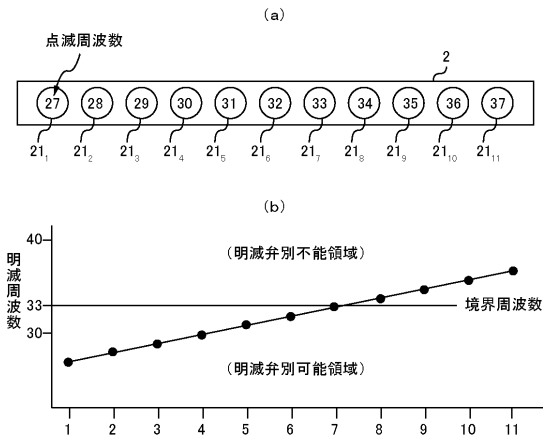 (a)
点滅周波数
2
27 28 29 30 31 32 33 34 35 36 37
21₁ 21₂ 21₃ 21₄ 21₅ 21₆ 21₇ 21₈ 21₉ 21₁₀ 21₁₁
(b)
明滅周波数
40
33
30
(明滅弁別不能領域)
境界周波数
(明滅弁別可能領域)
1 2 3 4 5 6 7 8 9 10 11